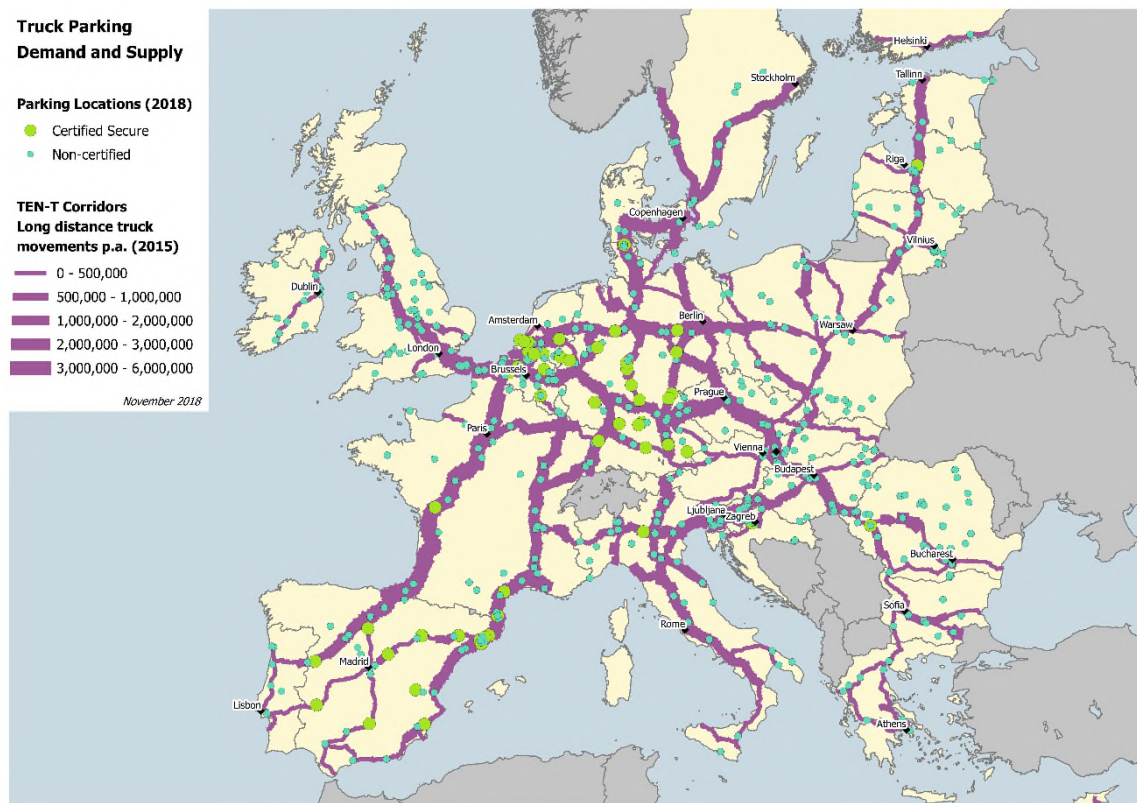 Truck Parking
Demand and Supply
Parking Locations (2018)
Certified Secure
Non-certified
TEN-T Corridors
Long distance truck
movements p.a. (2015)
0 - 500,000
500,000 - 1,000,000
1,000,000 - 2,000,000
2,000,000 - 3,000,000
3,000,000 - 6,000,000
November 2018
Helsinki
Tallinn
Stockholm
Riga
Copenhagen
Vilnius
Dublin
Amsterdam
Berlin
Warsaw
London
Brussels
Prague
Paris
Vienna
Budapest
Ljubljana
Zagreb
Bucharest
Sofia
Rome
Madrid
Lisbon
Athens